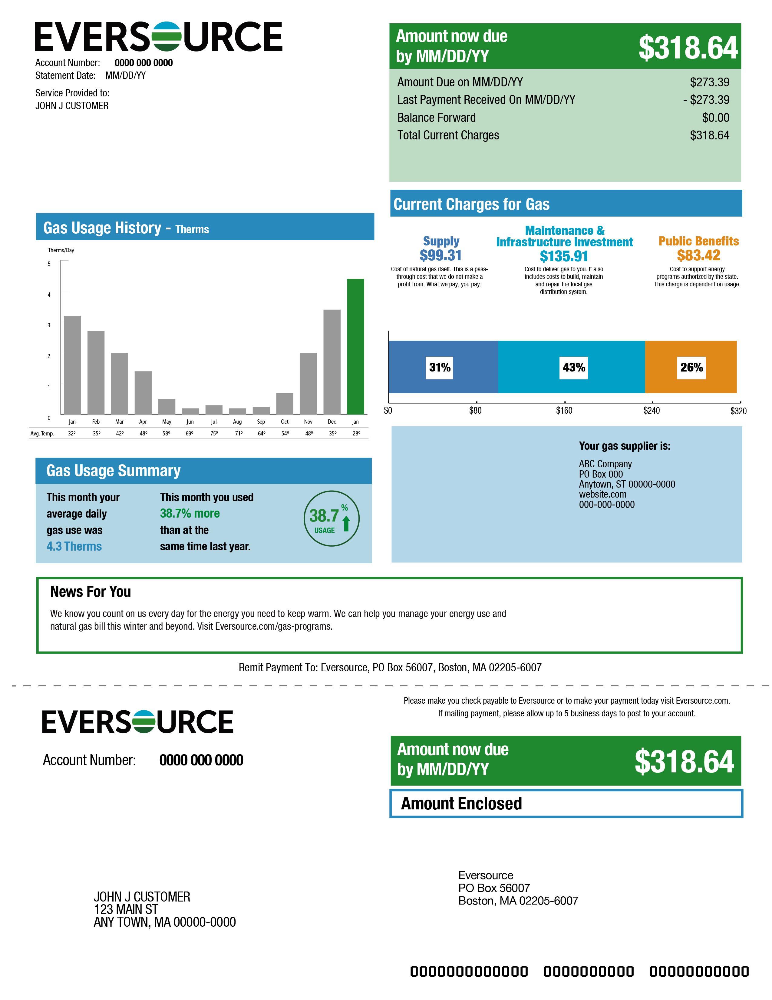 EVERSOURCE
Account Number: 0000 000 0000
Statement Date: MM/DD/YY
Service Provided to:
JOHN J CUSTOMER
Amount now due
by MM/DD/YY
$318.64
Amount Due on MM/DD/YY $273.39
Last Payment Received On MM/DD/YY - $273.39
Balance Forward $0.00
Total Current Charges $318.64
Gas Usage History - Therms
Therms/Day
5
4
3
2
1
0
Jan Feb Mar Apr May Jun Jul Aug Sep Oct Nov Dec Jan
Avg. Temp. 32º 35º 42º 48º 58º 69º 75º 71º 64º 54º 48º 35º 28º
Current Charges for Gas
Supply
$99.31
Cost of natural gas itself. This is a pass-
through cost that we do not make a
profit from. What we pay, you pay.
Maintenance &
Infrastructure Investment
$135.91
Cost to deliver gas to you. It also
includes costs to build, maintain
and repair the local gas
distribution system.
Public Benefits
$83.42
Cost to support energy
programs authorized by the state.
This charge is dependent on usage.
31% 43% 26%
$0 $80 $160 $240 $320
Gas Usage Summary
This month your
average daily
gas use was
4.3 Therms
This month you used
38.7% more
than at the
same time last year.
38.7 %
USAGE
Your gas supplier is:
ABC Company
PO Box 000
Anytown, ST 00000-0000
website.com
000-000-0000
News For You
We know you count on us every day for the energy you need to keep warm. We can help you manage your energy use and
natural gas bill this winter and beyond. Visit Eversource.com/gas-programs.
Remit Payment To: Eversource, PO Box 56007, Boston, MA 02205-6007
Please make you check payable to Eversource or to make your payment today visit Eversource.com.
If mailing payment, please allow up to 5 business days to post to your account.
EVERSOURCE
Account Number: 0000 000 0000
Amount now due
by MM/DD/YY
$318.64
Amount Enclosed
Eversource
PO Box 56007
Boston, MA 02205-6007
JOHN J CUSTOMER
123 MAIN ST
ANY TOWN, MA 00000-0000
0000000000000 0000000000 00000000000